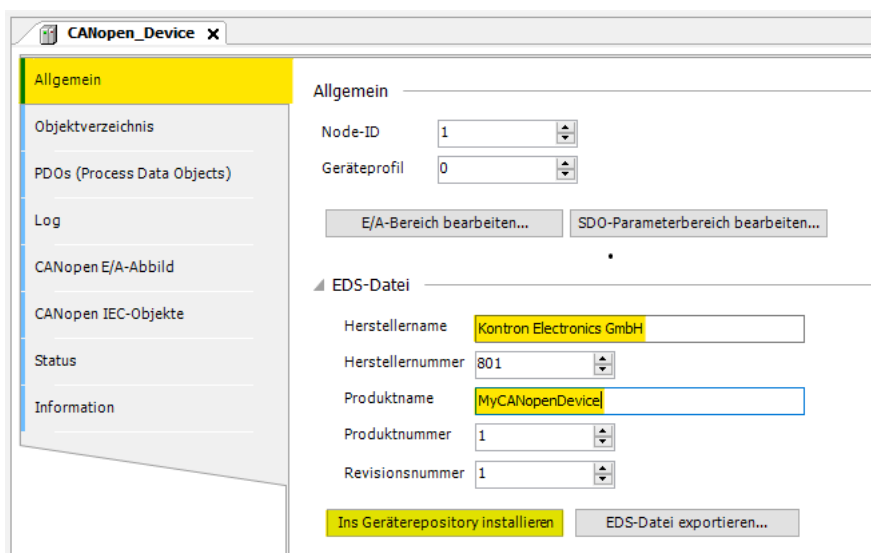 CANopen_Device X
Allgemein
Objektverzeichnis
PDOs (Process Data Objects)
Log
CANopen E/A-Abbild
CANopen IEC-Objekte
Status
Information
Allgemein
Node-ID 1
Geräteprofil 0
E/A-Bereich bearbeiten... SDO-Parameterbereich bearbeiten...
EDS-Datei
Herstellername Kontron Electronics GmbH
Herstellernummer 801
Produktname MyCANopenDevice
Produktnummer 1
Revisionsnummer 1
Ins Geräterepository installieren EDS-Datei exportieren...